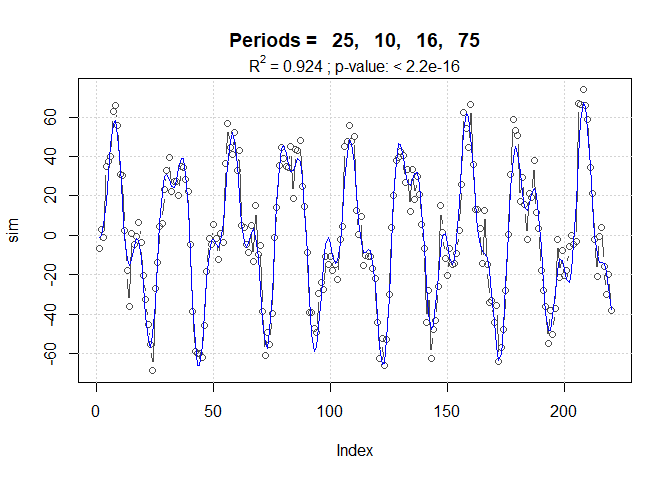 Periods =   25,   10,   16,   75
R² = 0.924 ; p-value: < 2.2e-16
sim
60
40
20
0
-20
-40
-60
0 50 100 150 200
Index